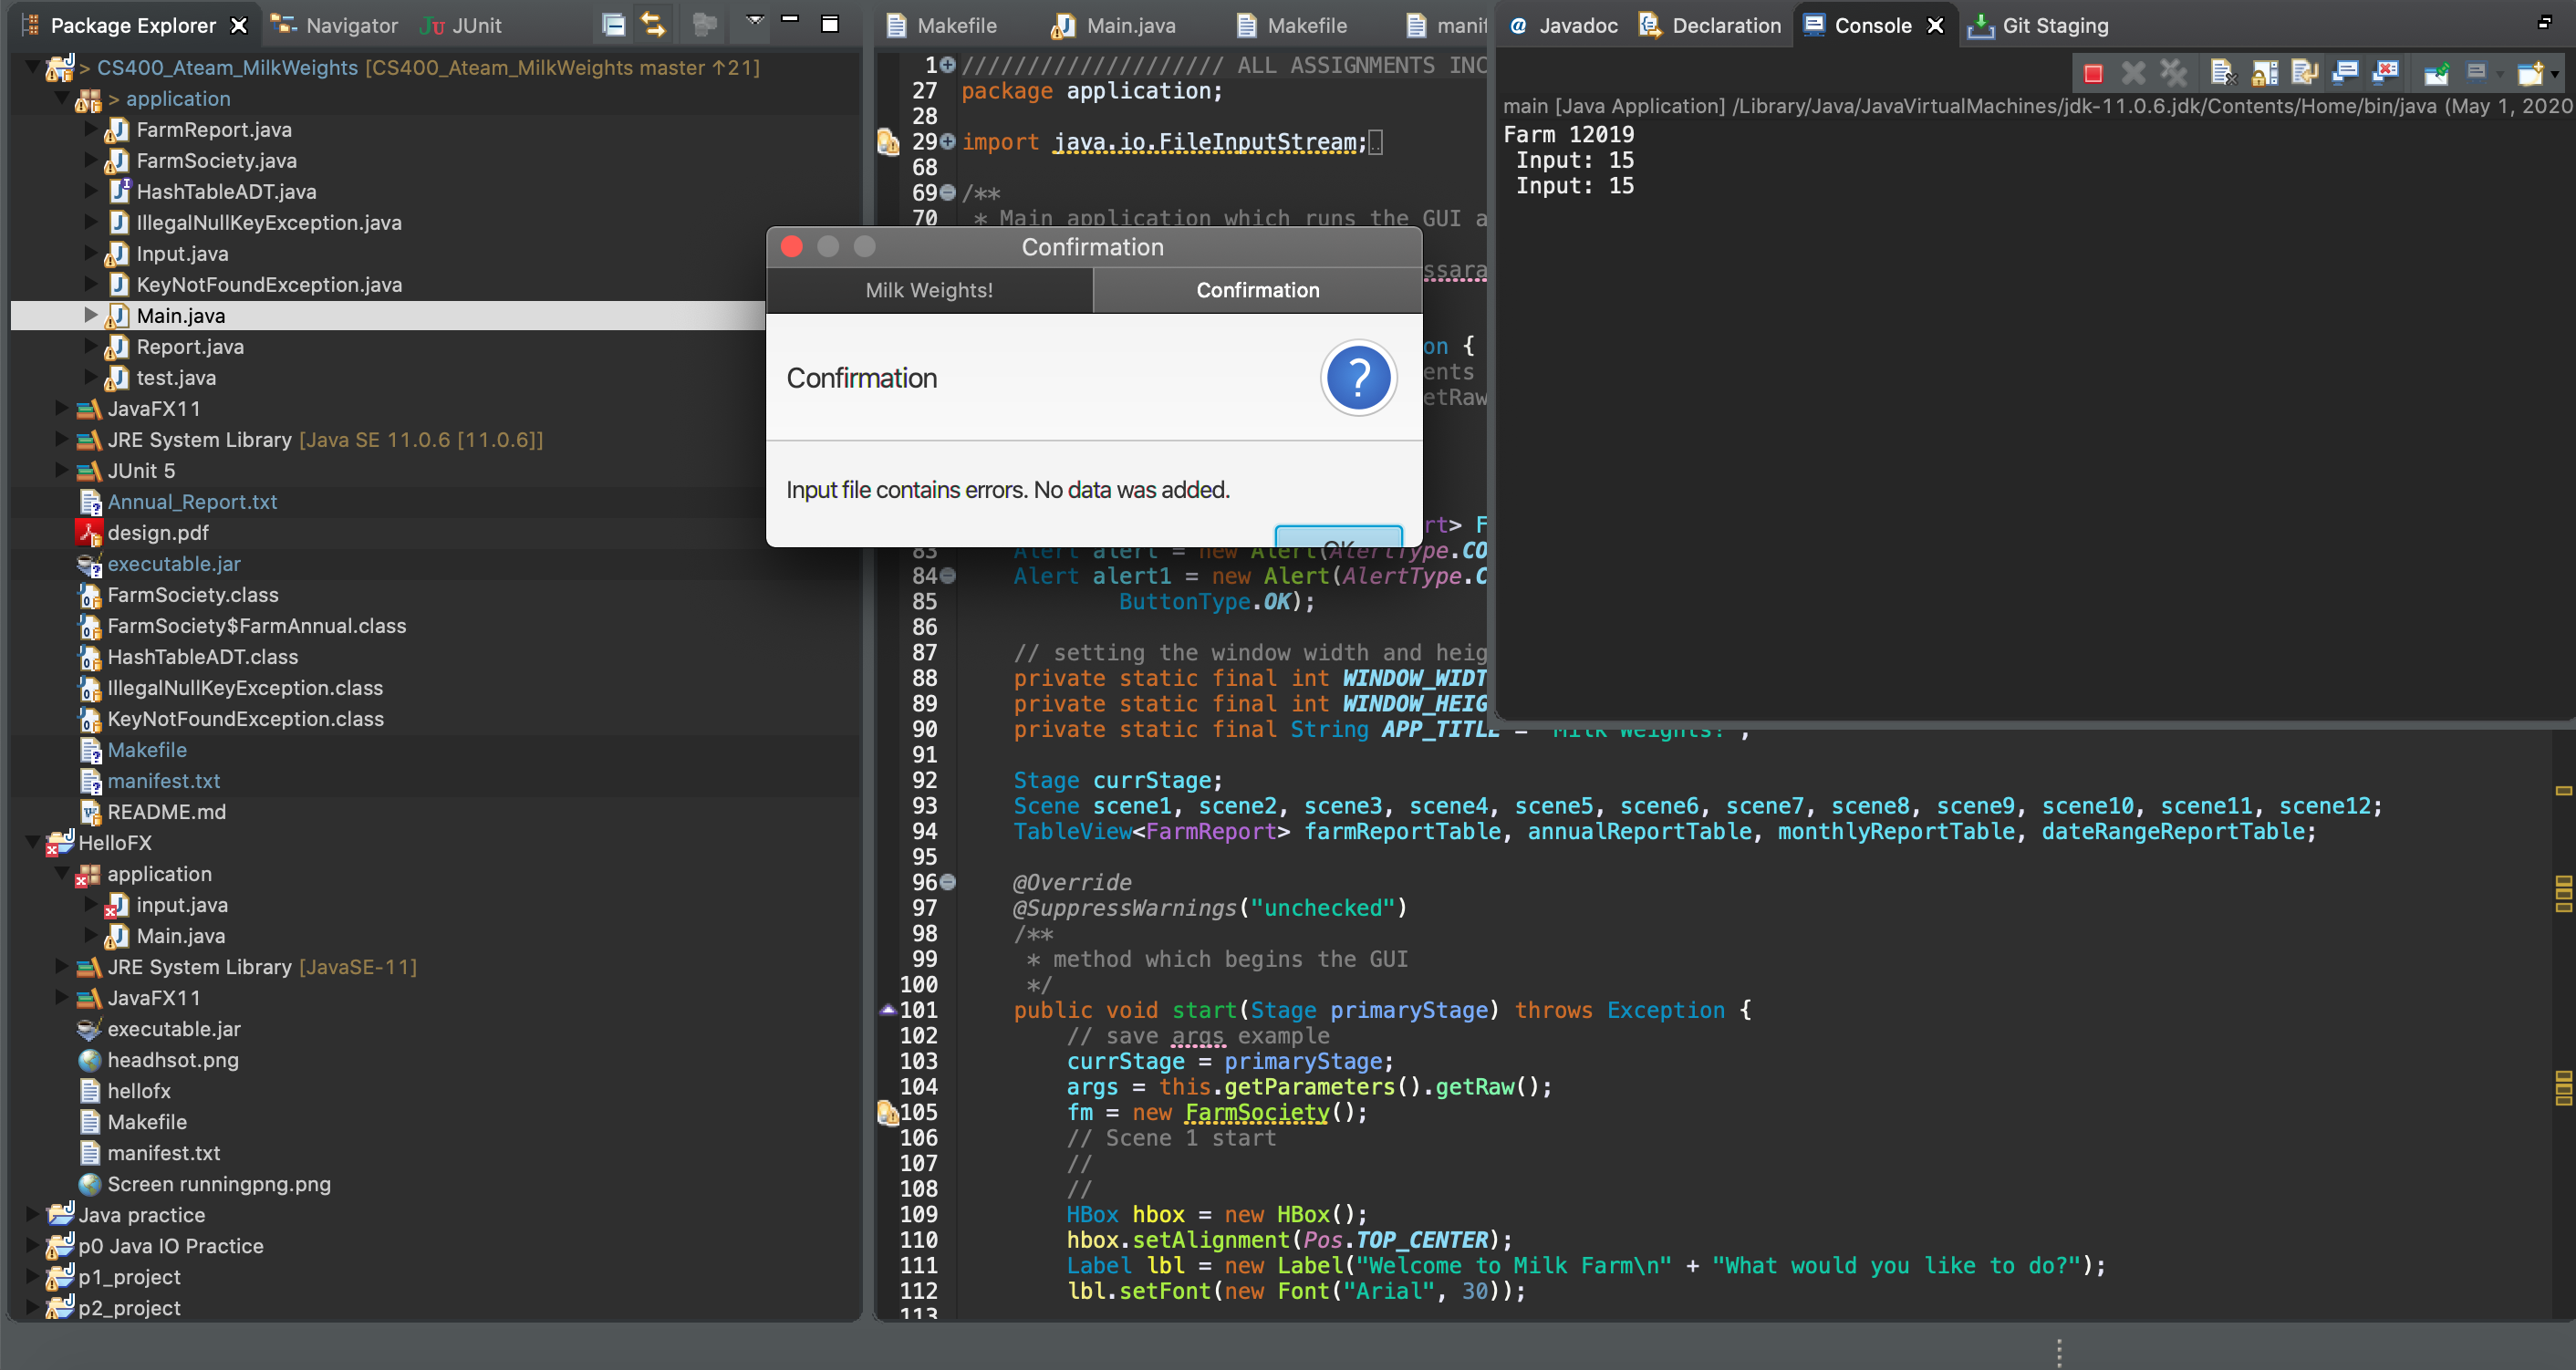 Package Explorer
Navigator
JUnit
> CS400_Ateam_MilkWeights [CS400_Ateam_MilkWeights master ↑21]
> application
FarmReport.java
FarmSociety.java
HashTableADT.java
IllegalNullKeyException.java
Input.java
KeyNotFoundException.java
Main.java
Report.java
test.java
JavaFX11
JRE System Library [Java SE 11.0.6 [11.0.6]]
JUnit 5
Annual_Report.txt
design.pdf
executable.jar
FarmSociety.class
FarmSociety$FarmAnnual.class
HashTableADT.class
IllegalNullKeyException.class
KeyNotFoundException.class
Makefile
manifest.txt
README.md
HelloFX
application
input.java
Main.java
JRE System Library [JavaSE-11]
JavaFX11
executable.jar
headhsot.png
hellofx
Makefile
manifest.txt
Screen runningpng.png
Java practice
p0 Java IO Practice
p1_project
p2_project
Makefile
Main.java
Makefile
manif
1 //////////////////// ALL ASSIGNMENTS INC
27 package application;
28
29 import java.io.FileInputStream;
68
69 /**
70 * Main application which runs the GUI a
ssara
on {
ents
etRaw
rt> F
83 Alert alert = new Alert(AlertType.CO
84 Alert alert1 = new Alert(AlertType.C
85 ButtonType.OK);
86
87 // setting the window width and heig
88 private static final int WINDOW_WIDT
89 private static final int WINDOW_HEIG
90 private static final String APP_TITLE = "Milk Weights!";
91
92 Stage currStage;
93 Scene scene1, scene2, scene3, scene4, scene5, scene6, scene7, scene8, scene9, scene10, scene11, scene12;
94 TableView<FarmReport> farmReportTable, annualReportTable, monthlyReportTable, dateRangeReportTable;
95
96 @Override
97 @SuppressWarnings("unchecked")
98 /**
99 * method which begins the GUI
100 */
101 public void start(Stage primaryStage) throws Exception {
102 // save args example
103 currStage = primaryStage;
104 args = this.getParameters().getRaw();
105 fm = new FarmSociety();
106 // Scene 1 start
107 //
108 //
109 HBox hbox = new HBox();
110 hbox.setAlignment(Pos.TOP_CENTER);
111 Label lbl = new Label("Welcome to Milk Farm\n" + "What would you like to do?");
112 lbl.setFont(new Font("Arial", 30));
113
Confirmation
Milk Weights!
Confirmation
Confirmation
?
Input file contains errors. No data was added.
OK
@ Javadoc
Declaration
Console
Git Staging
main [Java Application] /Library/Java/JavaVirtualMachines/jdk-11.0.6.jdk/Contents/Home/bin/java (May 1, 2020
Farm 12019
Input: 15
Input: 15